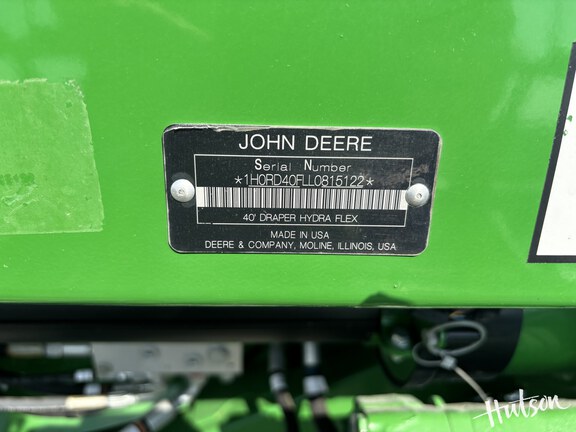 JOHN DEERE
Serial Number
*1H0RD40FLL0815122*
40' DRAPER HYDRA FLEX
MADE IN USA
DEERE & COMPANY, MOLINE, ILLINOIS, USA
Hutson